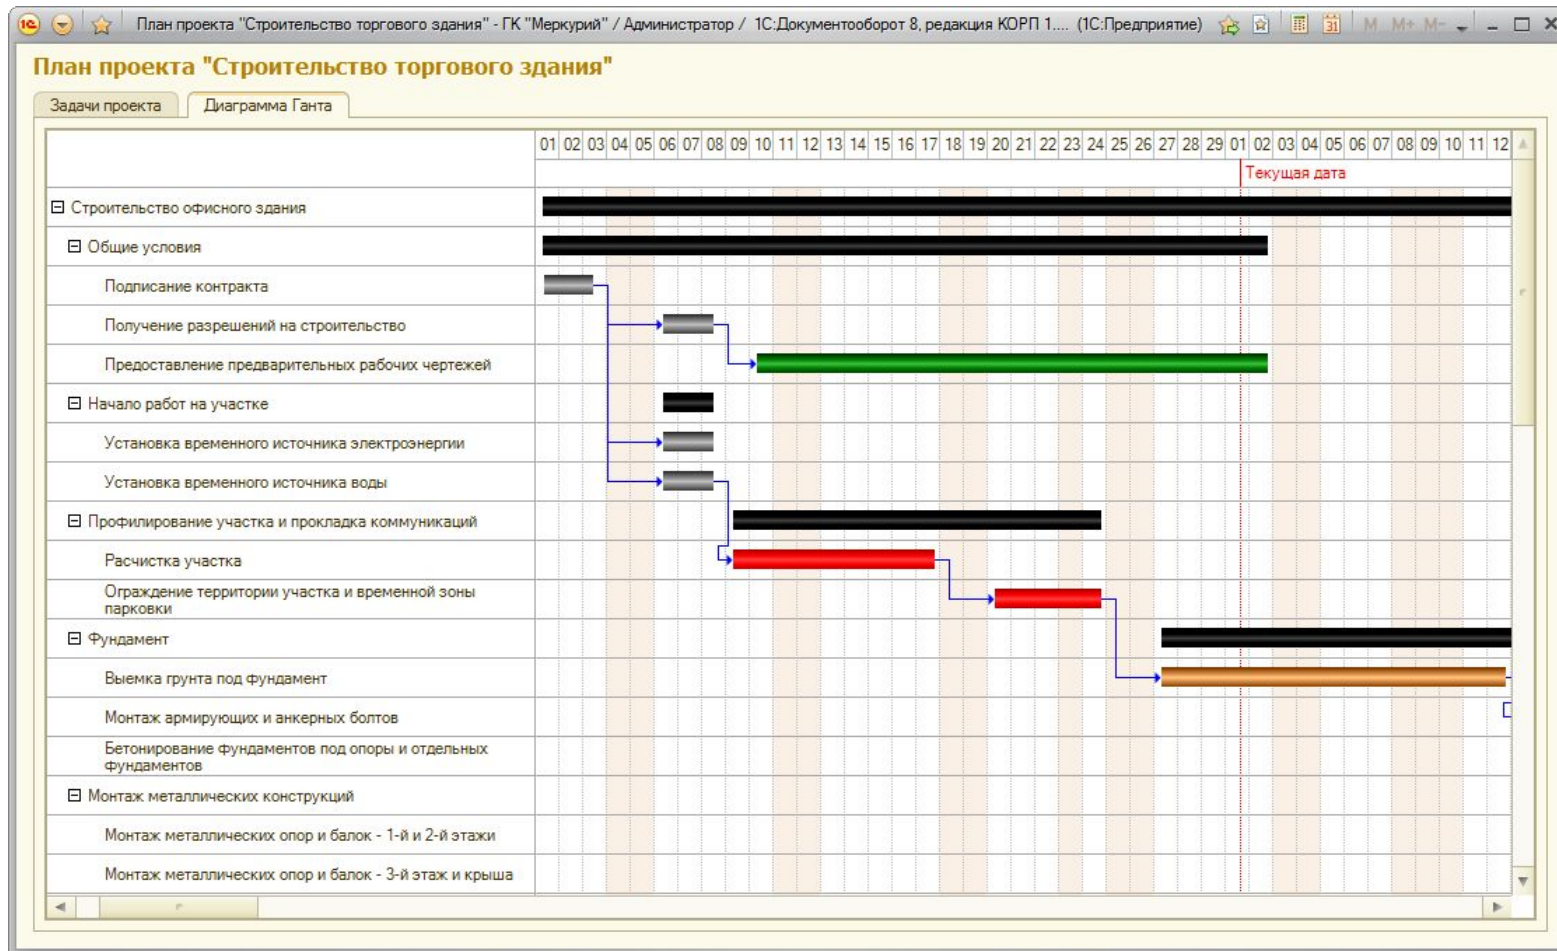 1С План проекта "Строительство торгового здания" - ГК "Меркурий" / Администратор / 1С:Документооборот 8, редакция КОРП 1.... (1С:Предприятие) 31 M M+ M-
План проекта "Строительство торгового здания"
Задачи проекта Диаграмма Ганта
01 02 03 04 05 06 07 08 09 10 11 12 13 14 15 16 17 18 19 20 21 22 23 24 25 26 27 28 29 01 02 03 04 05 06 07 08 09 10 11 12
Текущая дата
Строительство офисного здания
Общие условия
Подписание контракта
Получение разрешений на строительство
Предоставление предварительных рабочих чертежей
Начало работ на участке
Установка временного источника электроэнергии
Установка временного источника воды
Профилирование участка и прокладка коммуникаций
Расчистка участка
Ограждение территории участка и временной зоны
парковки
Фундамент
Выемка грунта под фундамент
Монтаж армирующих и анкерных болтов
Бетонирование фундаментов под опоры и отдельных
фундаментов
Монтаж металлических конструкций
Монтаж металлических опор и балок - 1-й и 2-й этажи
Монтаж металлических опор и балок - 3-й этаж и крыша